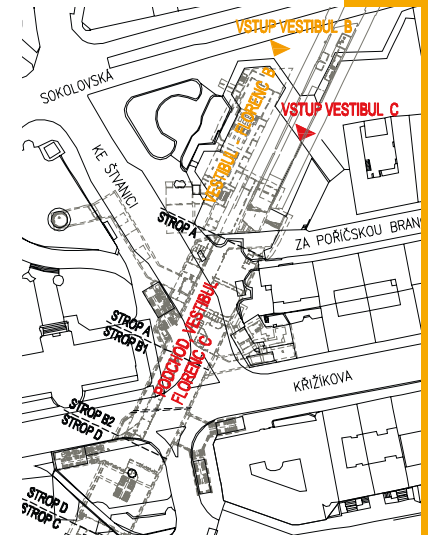 VSTUP VESTIBUL B
SOKOLOVSKÁ
VSTUP VESTIBUL C
VESTIBUL - FLORENC B
KE ŠTVANICI
STROP A
ZA POŘÍČSKOU BRAN
STROP A
STROP B1
PODCHOD VESTIBUL
FLORENC C
KŘIŽÍKOVA
STROP B2
STROP D
STROP D
STROP C